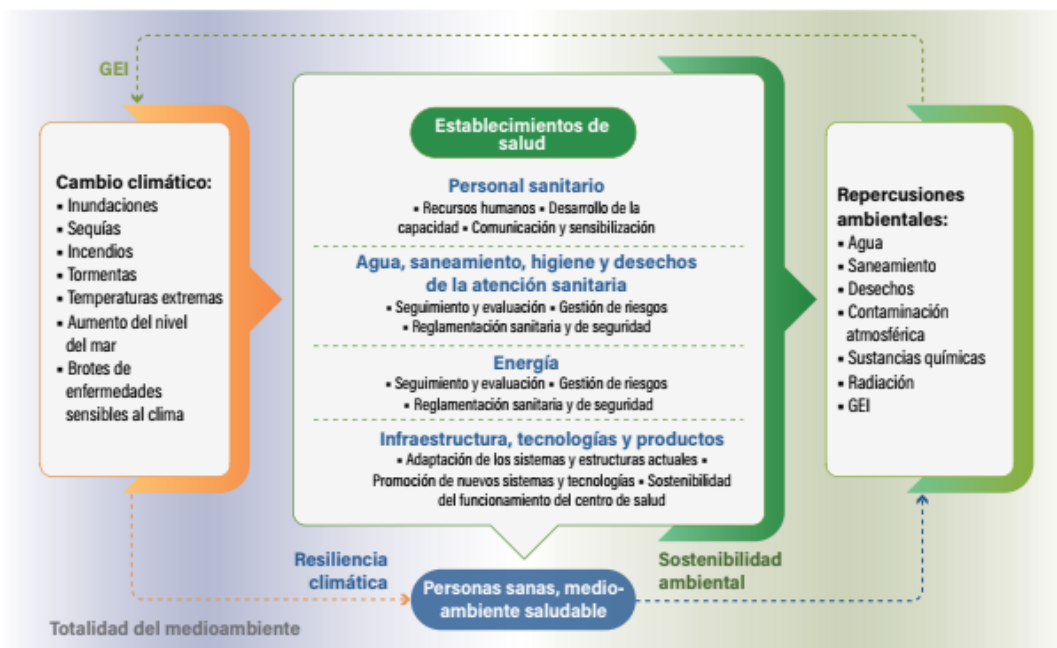 GEI
Cambio climático:
▪ Inundaciones
▪ Sequías
▪ Incendios
▪ Tormentas
▪ Temperaturas extremas
▪ Aumento del nivel
del mar
▪ Brotes de
enfermedades
sensibles al clima
Establecimientos de
salud
Personal sanitario
▪ Recursos humanos ▪ Desarrollo de la
capacidad ▪ Comunicación y sensibilización
Agua, saneamiento, higiene y desechos
de la atención sanitaria
▪ Seguimiento y evaluación ▪ Gestión de riesgos
▪ Reglamentación sanitaria y de seguridad
Energía
▪ Seguimiento y evaluación ▪ Gestión de riesgos
▪ Reglamentación sanitaria y de seguridad
Infraestructura, tecnologías y productos
▪ Adaptación de los sistemas y estructuras actuales ▪
Promoción de nuevos sistemas y tecnologías ▪ Sostenibilidad
del funcionamiento del centro de salud
Repercusiones
ambientales:
▪ Agua
▪ Saneamiento
▪ Desechos
▪ Contaminación
atmosférica
▪ Sustancias químicas
▪ Radiación
▪ GEI
Resiliencia
climática
Personas sanas, medio-
ambiente saludable
Sostenibilidad
ambiental
Totalidad del medioambiente